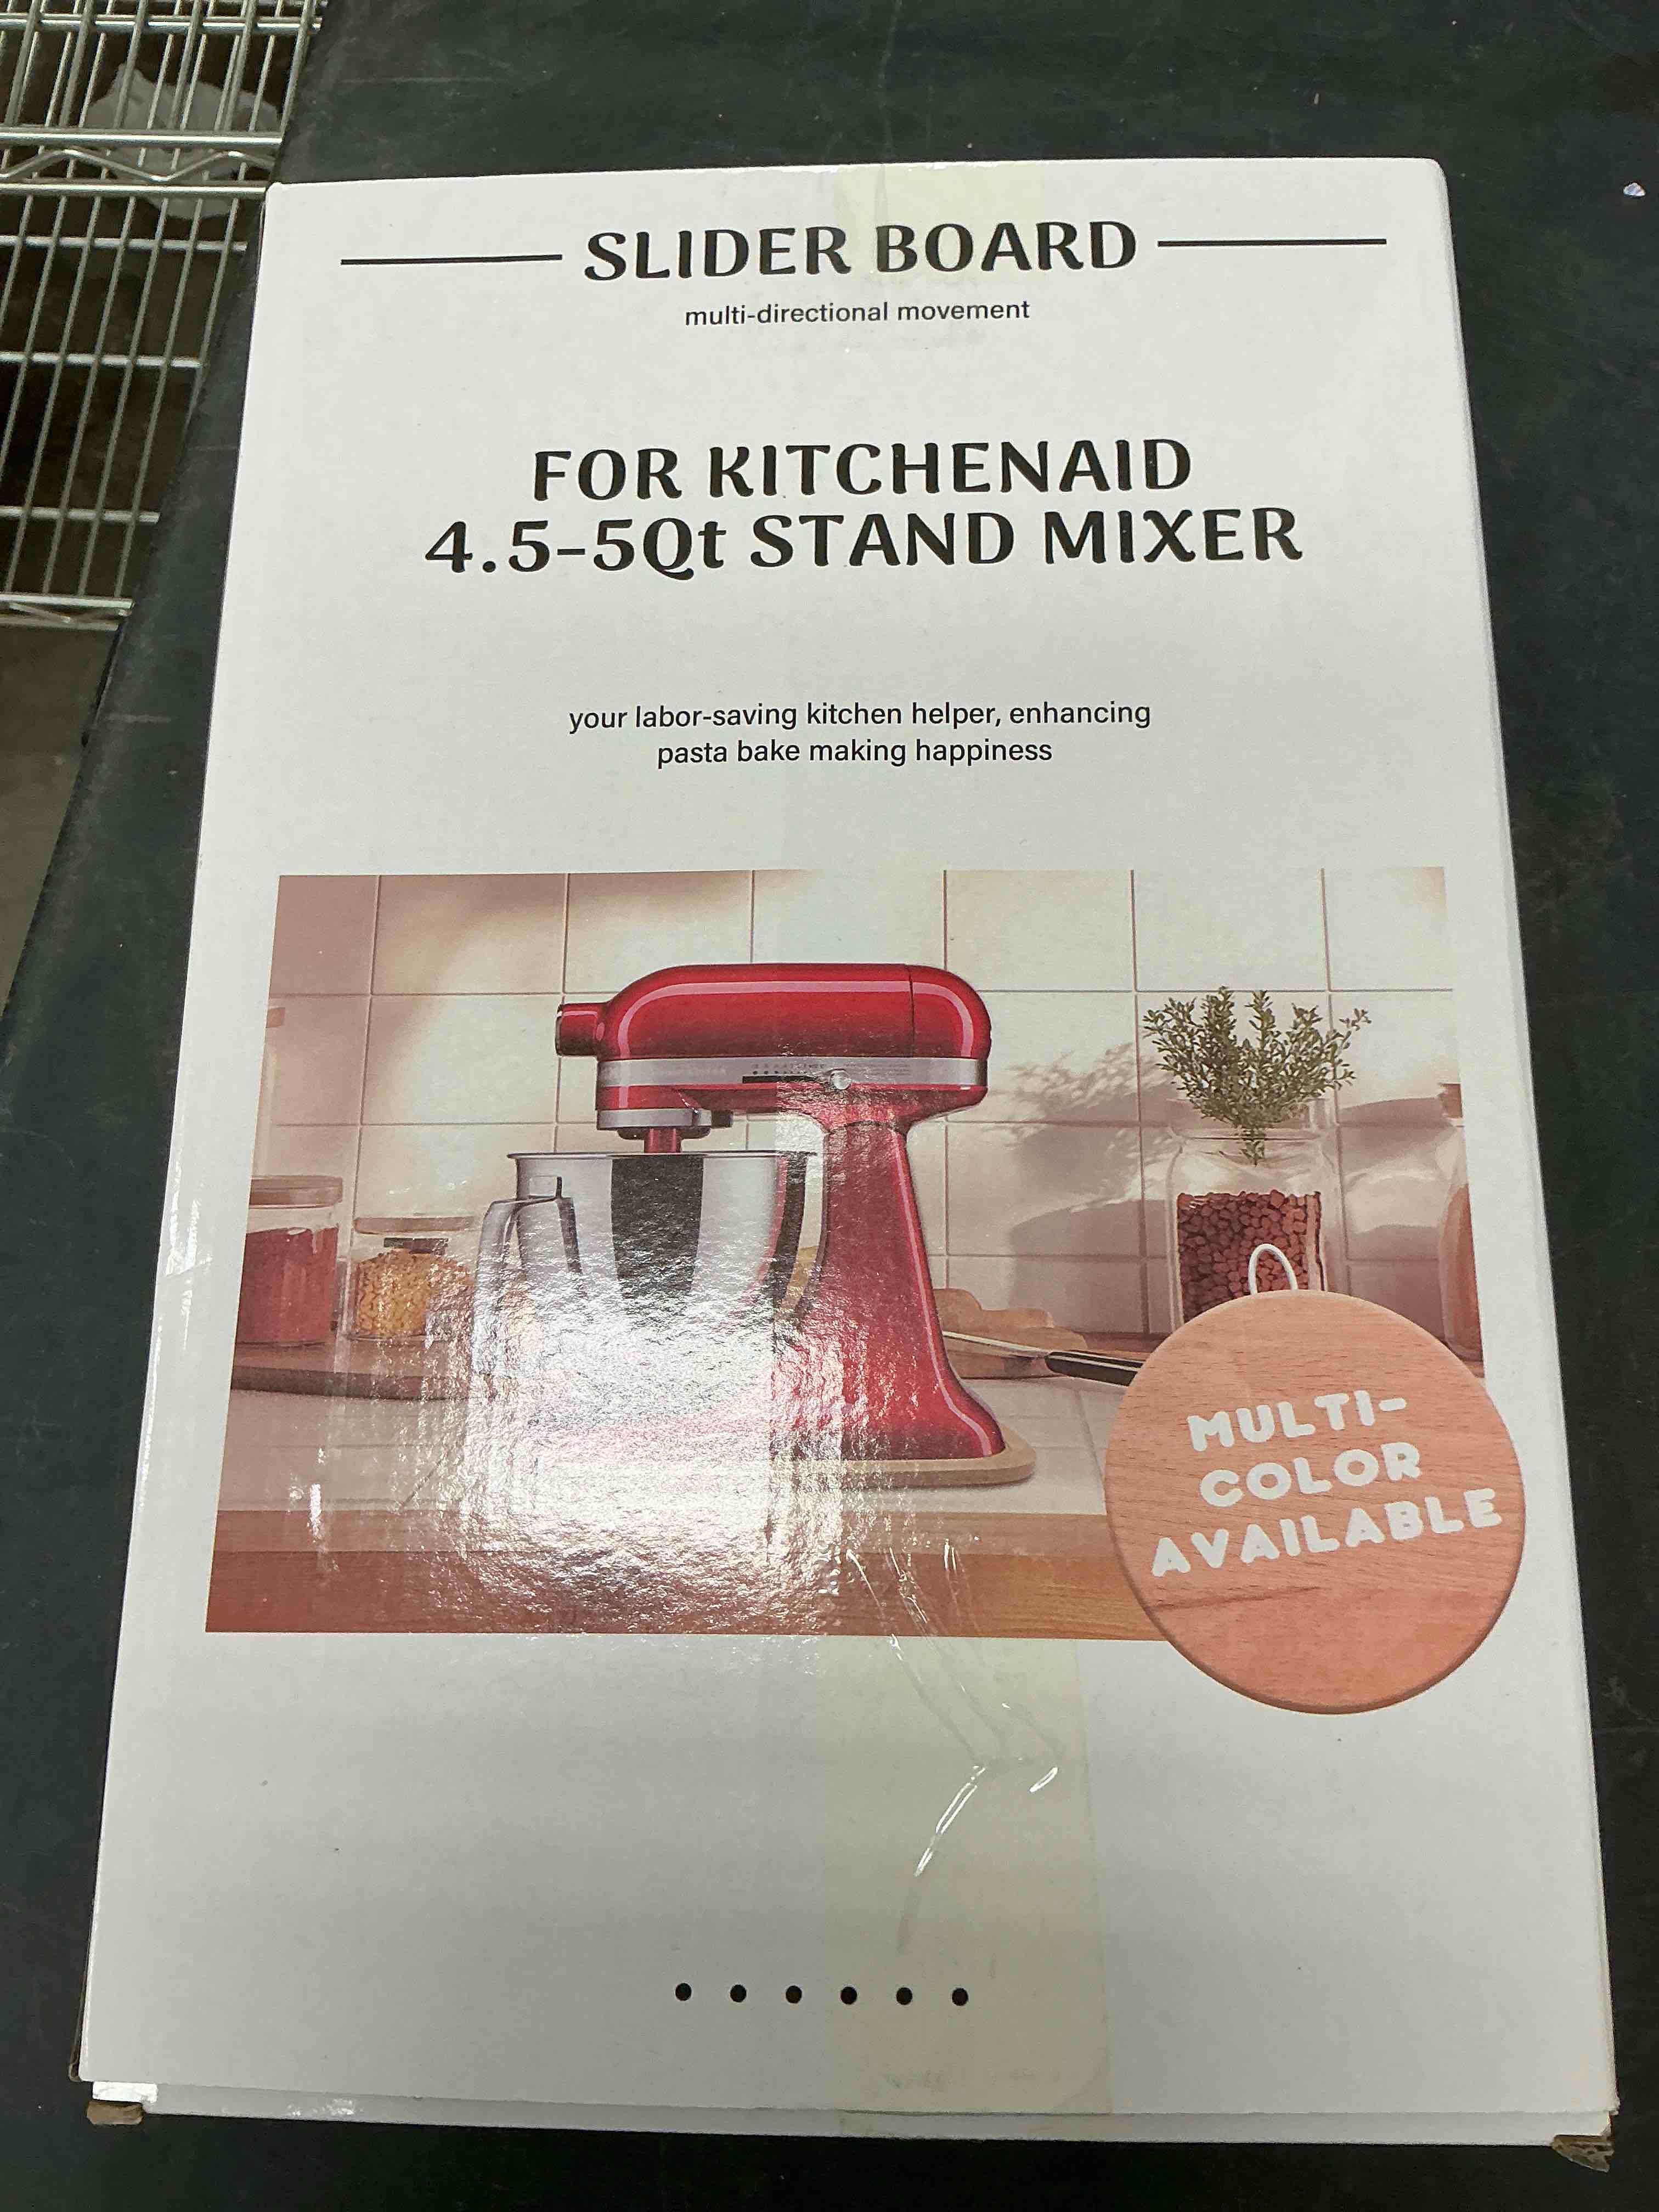 SLIDER BOARD
multi-directional movement
FOR KITCHENAID
4.5-5Qt STAND MIXER
your labor-saving kitchen helper, enhancing
pasta bake making happiness
MULTI-
COLOR
AVAILABLE